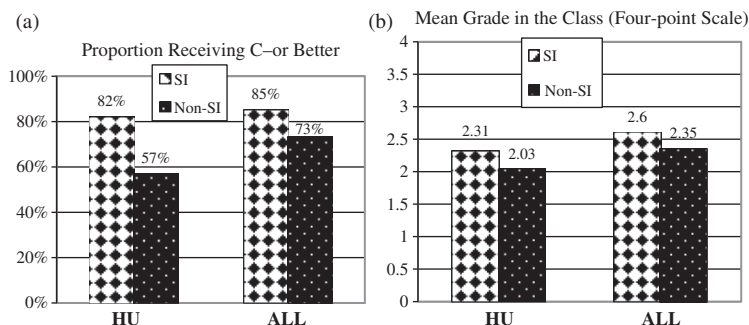 (a)
Proportion Receiving C–or Better
100%
80%
60%
40%
20%
0%
SI
Non-SI
82%
57%
85%
73%
HU
ALL
(b)
Mean Grade in the Class (Four-point Scale)
4
3.5
3
2.5
2
1.5
1
0.5
0
SI
Non-SI
2.31
2.03
2.6
2.35
HU
ALL